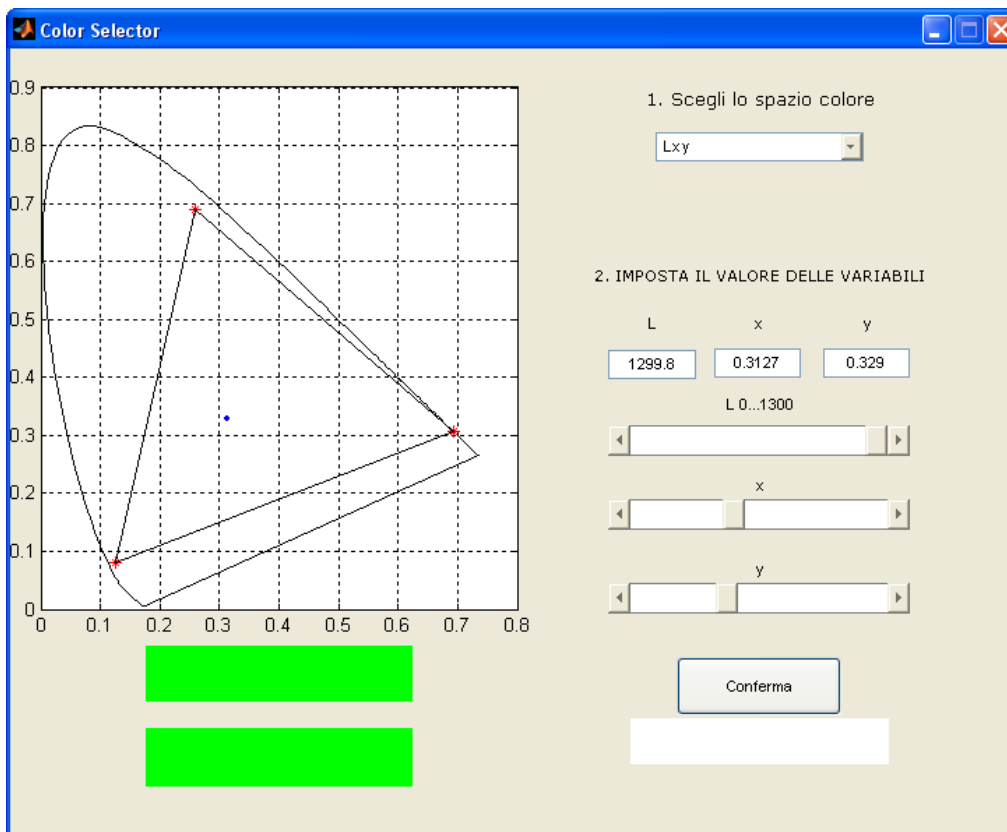 Color Selector
0.9
0.8
0.7
0.6
0.5
0.4
0.3
0.2
0.1
0
0 0.1 0.2 0.3 0.4 0.5 0.6 0.7 0.8
1. Scegli lo spazio colore
Lxy
2. IMPOSTA IL VALORE DELLE VARIABILI
L x y
1299.8 0.3127 0.329
L 0...1300
x
y
Conferma